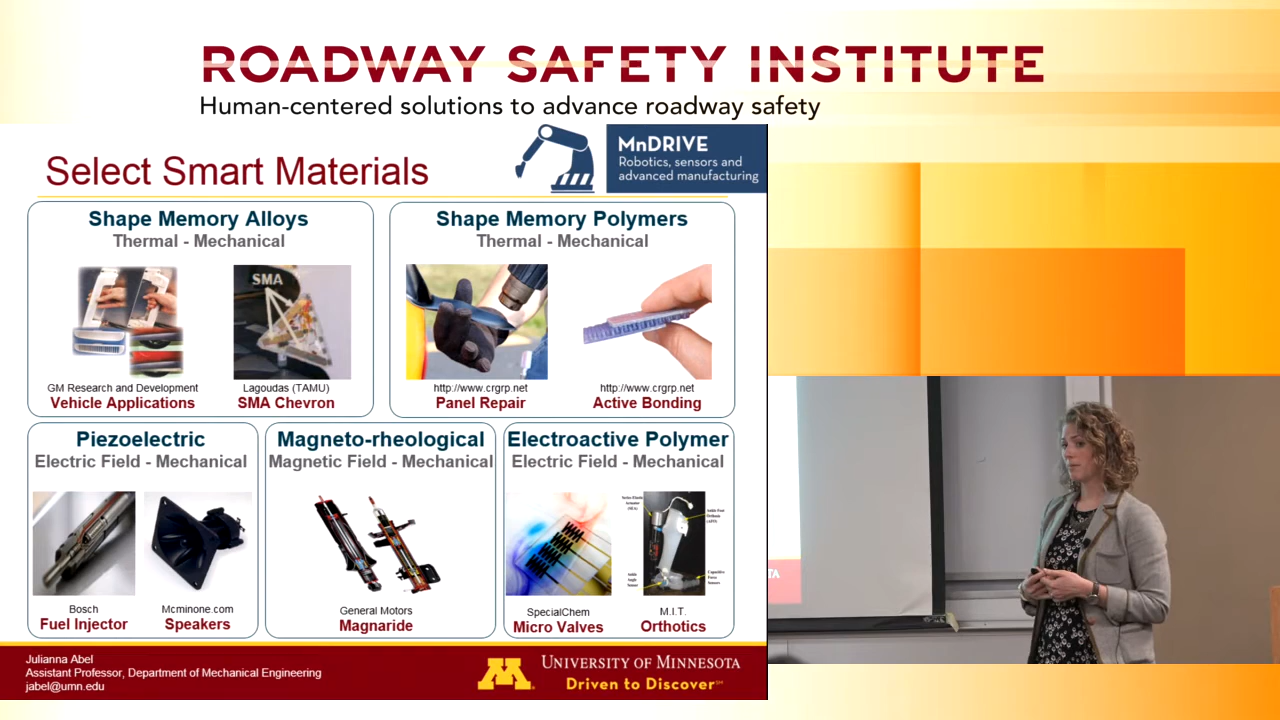 ROADWAY SAFETY INSTITUTE
Human-centered solutions to advance roadway safety
Select Smart Materials
MnDRIVE
Robotics, sensors and
advanced manufacturing
Shape Memory Alloys
Thermal - Mechanical
SMA
GM Research and Development
Vehicle Applications
Lagoudas (TAMU)
SMA Chevron
Shape Memory Polymers
Thermal - Mechanical
http://www.crgrp.net
Panel Repair
http://www.crgrp.net
Active Bonding
Piezoelectric
Electric Field - Mechanical
Bosch
Fuel Injector
Mcminone.com
Speakers
Magneto-rheological
Magnetic Field - Mechanical
General Motors
Magnaride
Electroactive Polymer
Electric Field - Mechanical
SpecialChem
Micro Valves
M.I.T.
Orthotics
Julianna Abel
Assistant Professor, Department of Mechanical Engineering
jabel@umn.edu
M
UNIVERSITY OF MINNESOTA
Driven to Discover℠
TA